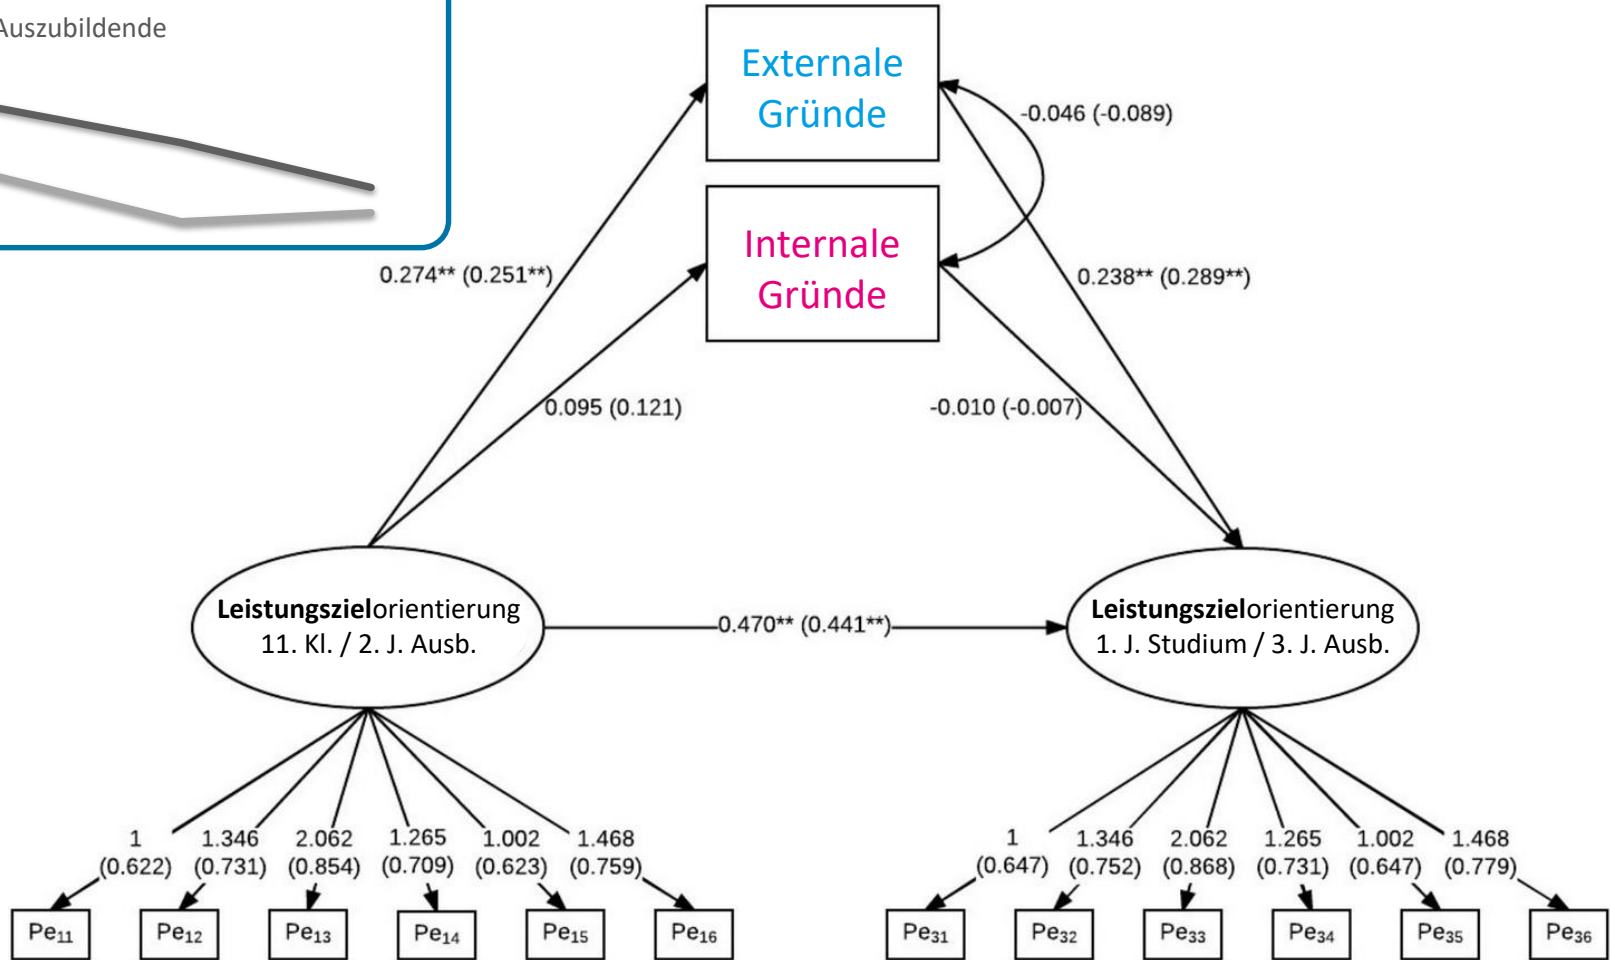 Auszubildende
Externale
Gründe
-0.046 (-0.089)
Internale
Gründe
0.274** (0.251**)
0.238** (0.289**)
0.095 (0.121)
-0.010 (-0.007)
Leistungszielorientierung
11. Kl. / 2. J. Ausb.
0.470** (0.441**)
Leistungszielorientierung
1. J. Studium / 3. J. Ausb.
1 1.346 2.062 1.265 1.002 1.468
(0.622) (0.731) (0.854) (0.709) (0.623) (0.759)
Pe11 Pe12 Pe13 Pe14 Pe15 Pe16
1 1.346 2.062 1.265 1.002 1.468
(0.647) (0.752) (0.868) (0.731) (0.647) (0.779)
Pe31 Pe32 Pe33 Pe34 Pe35 Pe36